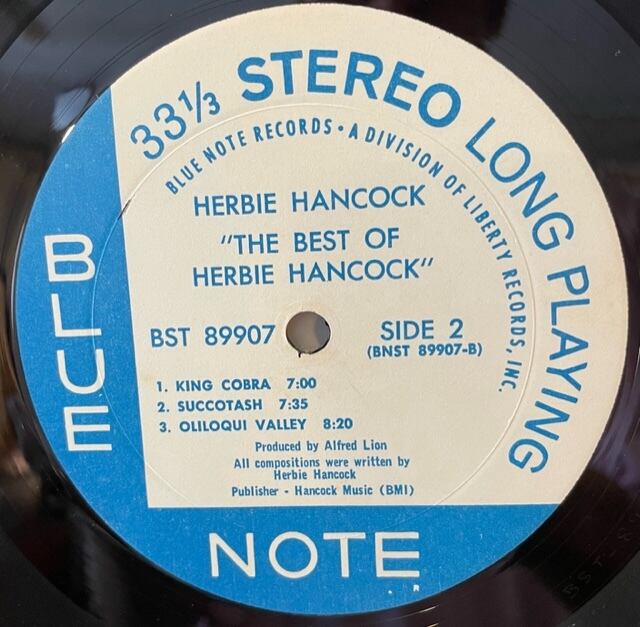 33 1/3 STEREO LONG PLAYING
BLUE NOTE RECORDS • A DIVISION OF LIBERTY RECORDS, INC.
HERBIE HANCOCK
"THE BEST OF
HERBIE HANCOCK"
BST 89907
SIDE 2
(BNST 89907-B)
1. KING COBRA 7:00
2. SUCCOTASH 7:35
3. OLILOQUI VALLEY 8:20
Produced by Alfred Lion
All compositions were written by
Herbie Hancock
Publisher - Hancock Music (BMI)
BLUE
NOTE
R